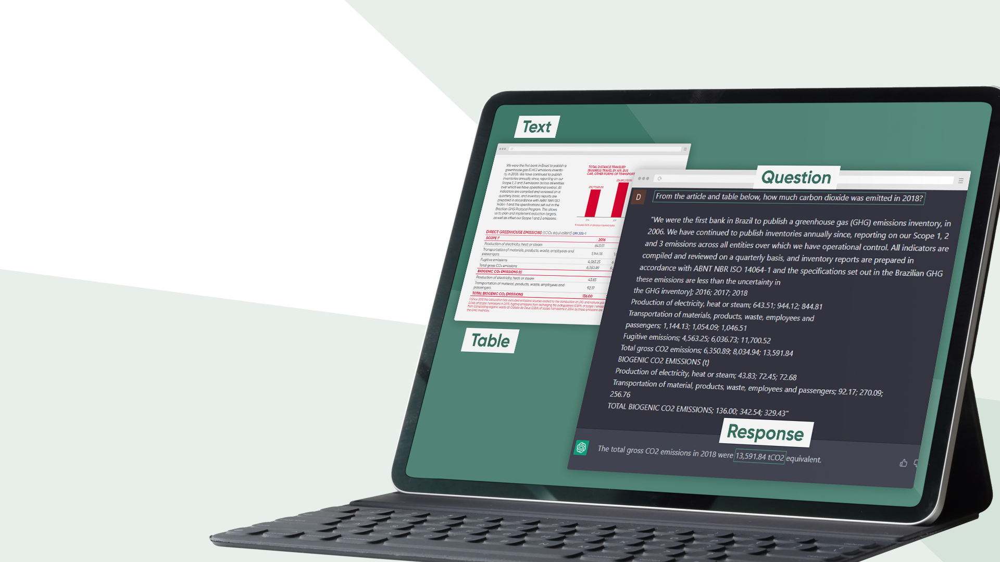 Text
We were the first bank in Brazil to publish a
greenhouse gas (GHG) emissions invento-
ry, in 2006. We have continued to publish
inventories annually since, reporting on our
Scope 1, 2 and 3 emissions across all entities
over which we have operational control. All
indicators are compiled and reviewed on a
quarterly basis, and inventory reports are
prepared in accordance with ABNT NBR ISO
14064-1 and the specifications set out in the
Brazilian GHG Protocol Program. This allows
us to plan and implement reduction targets,
as well as offset our Scope 1 and 2 emissions.
TOTAL DISTANCE TRAVELED¹
(BUSINESS TRAVEL BY AIR, BUS
CAR, OTHER FORMS OF TRANSPORT
2016
2017
DIRECT GREENHOUSE EMISSIONS (tCO₂ equivalent) GRI 305-1
SCOPE 1¹ 2016
Production of electricity, heat or steam 643.51
Transportation of materials, products, waste, employees and
passengers 1,144.13
Fugitive emissions 4,563.25
Total gross CO₂ emissions 6,350.89
BIOGENIC CO₂ EMISSIONS (t)
Production of electricity, heat or steam 43.83
Transportation of material, products, waste, employees and
passengers 92.17
TOTAL BIOGENIC CO₂ EMISSIONS 136.00
the GHG inventory.
Table
Question
D
From the article and table below, how much carbon dioxide was emitted in 2018?
"We were the first bank in Brazil to publish a greenhouse gas (GHG) emissions inventory, in
2006. We have continued to publish inventories annually since, reporting on our Scope 1, 2
and 3 emissions across all entities over which we have operational control. All indicators are
compiled and reviewed on a quarterly basis, and inventory reports are prepared in
accordance with ABNT NBR ISO 14064-1 and the specifications set out in the Brazilian GHG
these emissions are less than the uncertainty in
the GHG inventory]; 2016; 2017; 2018
Production of electricity, heat or steam; 643.51; 944.12; 844.81
Transportation of materials, products, waste, employees and
passengers; 1,144.13; 1,054.09; 1,046.51
Fugitive emissions; 4,563.25; 6,036.73; 11,700.52
Total gross CO2 emissions; 6,350.89; 8,034.94; 13,591.84
BIOGENIC CO2 EMISSIONS (t)
Production of electricity, heat or steam; 43.83; 72.45; 72.68
Transportation of material, products, waste, employees and passengers; 92.17; 270.09;
256.76
TOTAL BIOGENIC CO2 EMISSIONS; 136.00; 342.54; 329.43"
Response
The total gross CO2 emissions in 2018 were 13,591.84 tCO2 equivalent.